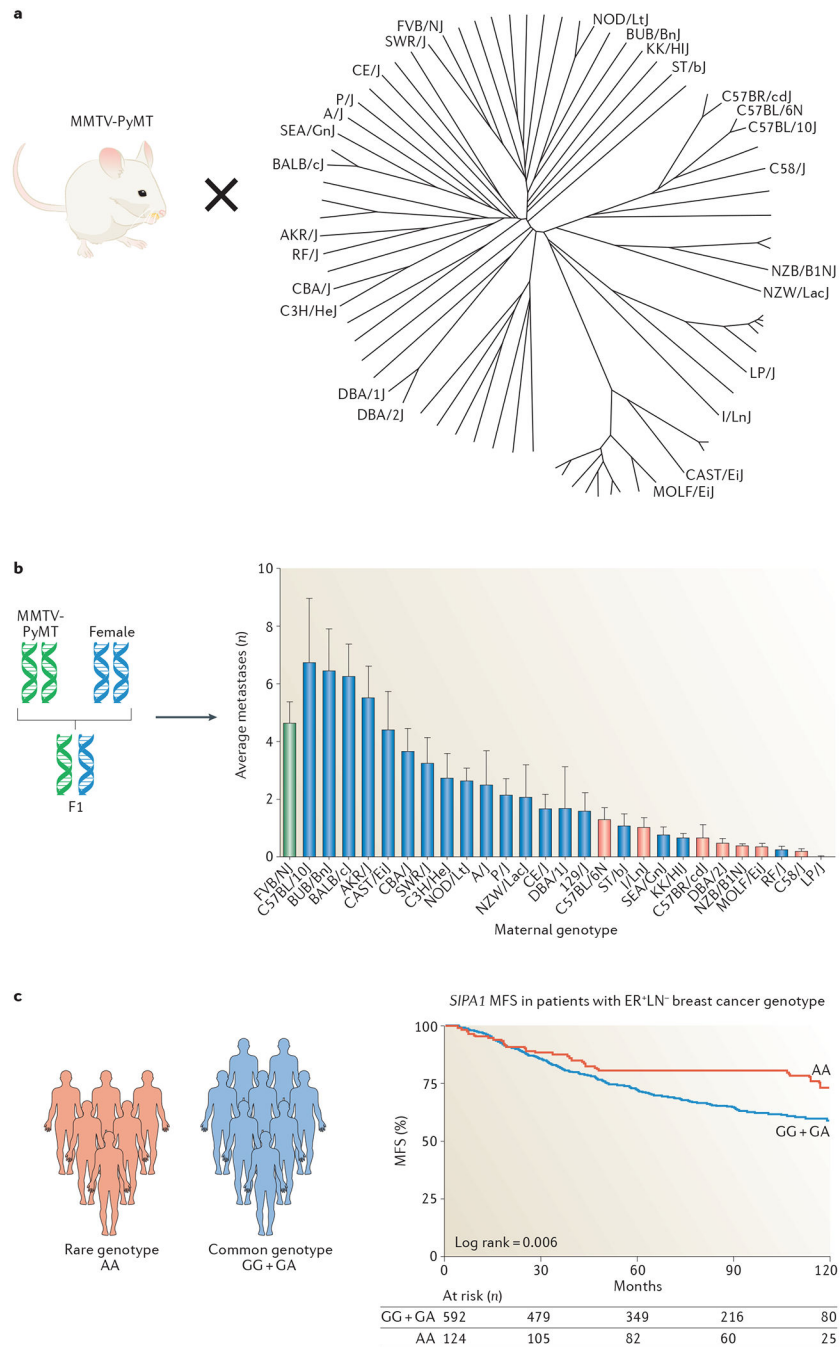 a
MMTV-PyMT
FVB/NJ
SWR/J
CE/J
P/J
A/J
SEA/GnJ
BALB/cJ
AKR/J
RF/J
CBA/J
C3H/HeJ
DBA/1J
DBA/2J
NOD/LtJ
BUB/BnJ
KK/HIJ
ST/bJ
C57BR/cdJ
C57BL/6N
C57BL/10J
C58/J
NZB/B1NJ
NZW/LacJ
LP/J
I/LnJ
CAST/EiJ
MOLF/EiJ
b
MMTV-
PyMT
Female
F1
Average metastases (n)
10
8
6
4
2
0
FVB/NJ
C57BL/10J
BUB/BnJ
BALB/cJ
AKR/J
CAST/EiJ
CBA/J
SWR/J
C3H/HeJ
NOD/LtJ
A/J
P/J
NZW/LacJ
CE/J
DBA/1J
129/J
C57BL/6N
ST/bJ
I/LnJ
SEA/GnJ
KK/HIJ
C57BR/cdJ
DBA/2J
NZB/B1NJ
MOLF/EiJ
RF/J
C58/J
LP/J
Maternal genotype
c
Rare genotype
AA
Common genotype
GG + GA
SIPA1 MFS in patients with ER⁺LN⁻ breast cancer genotype
MFS (%)
100
75
50
25
0
AA
GG + GA
Log rank = 0.006
0 30 60 90 120
Months
At risk (n)
GG + GA 592 479 349 216 80
AA 124 105 82 60 25